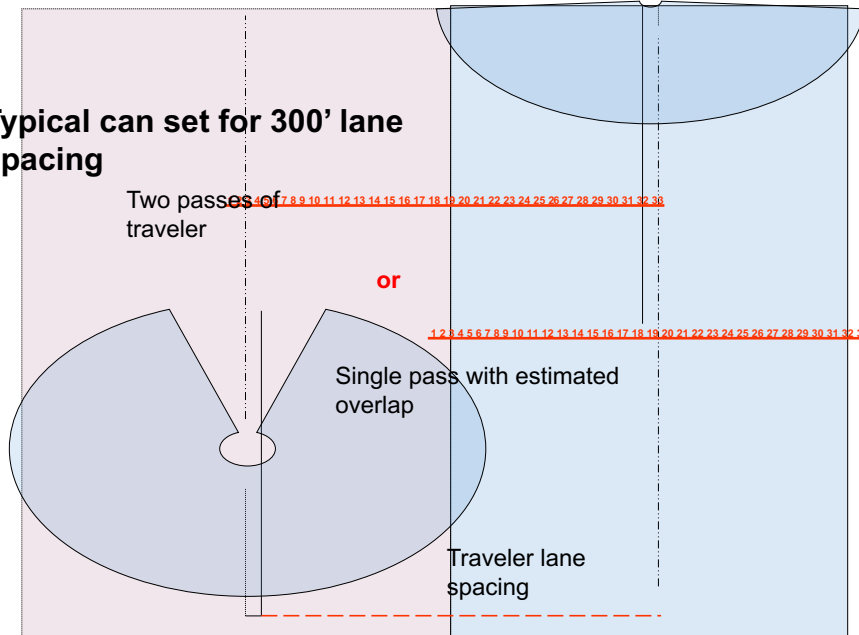 Typical can set for 300’ lane
pacing
Two passes of
traveler
4 5 6 7 8 9 10 11 12 13 14 15 16 17 18 19 20 21 22 23 24 25 26 27 28 29 30 31 32 33
or
1 2 3 4 5 6 7 8 9 10 11 12 13 14 15 16 17 18 19 20 21 22 23 24 25 26 27 28 29 30 31 32
Single pass with estimated
overlap
Traveler lane
spacing